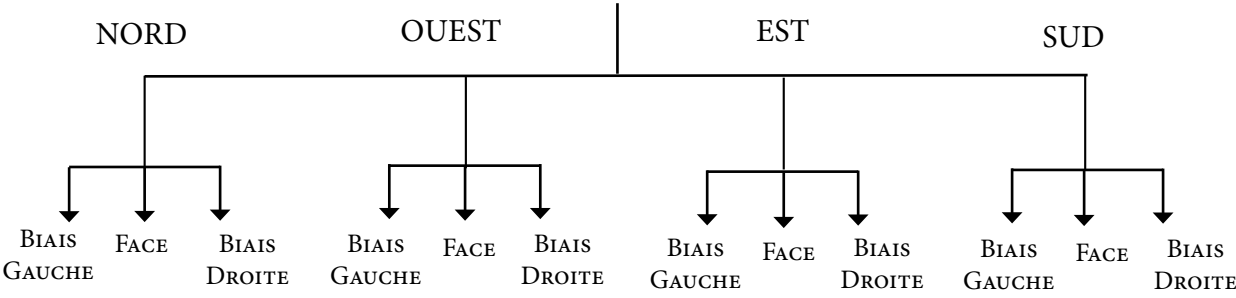 NORD OUEST EST SUD
Biais Gauche
Face
Biais Droite
Biais Gauche
Face
Biais Droite
Biais Gauche
Face
Biais Droite
Biais Gauche
Face
Biais Droite